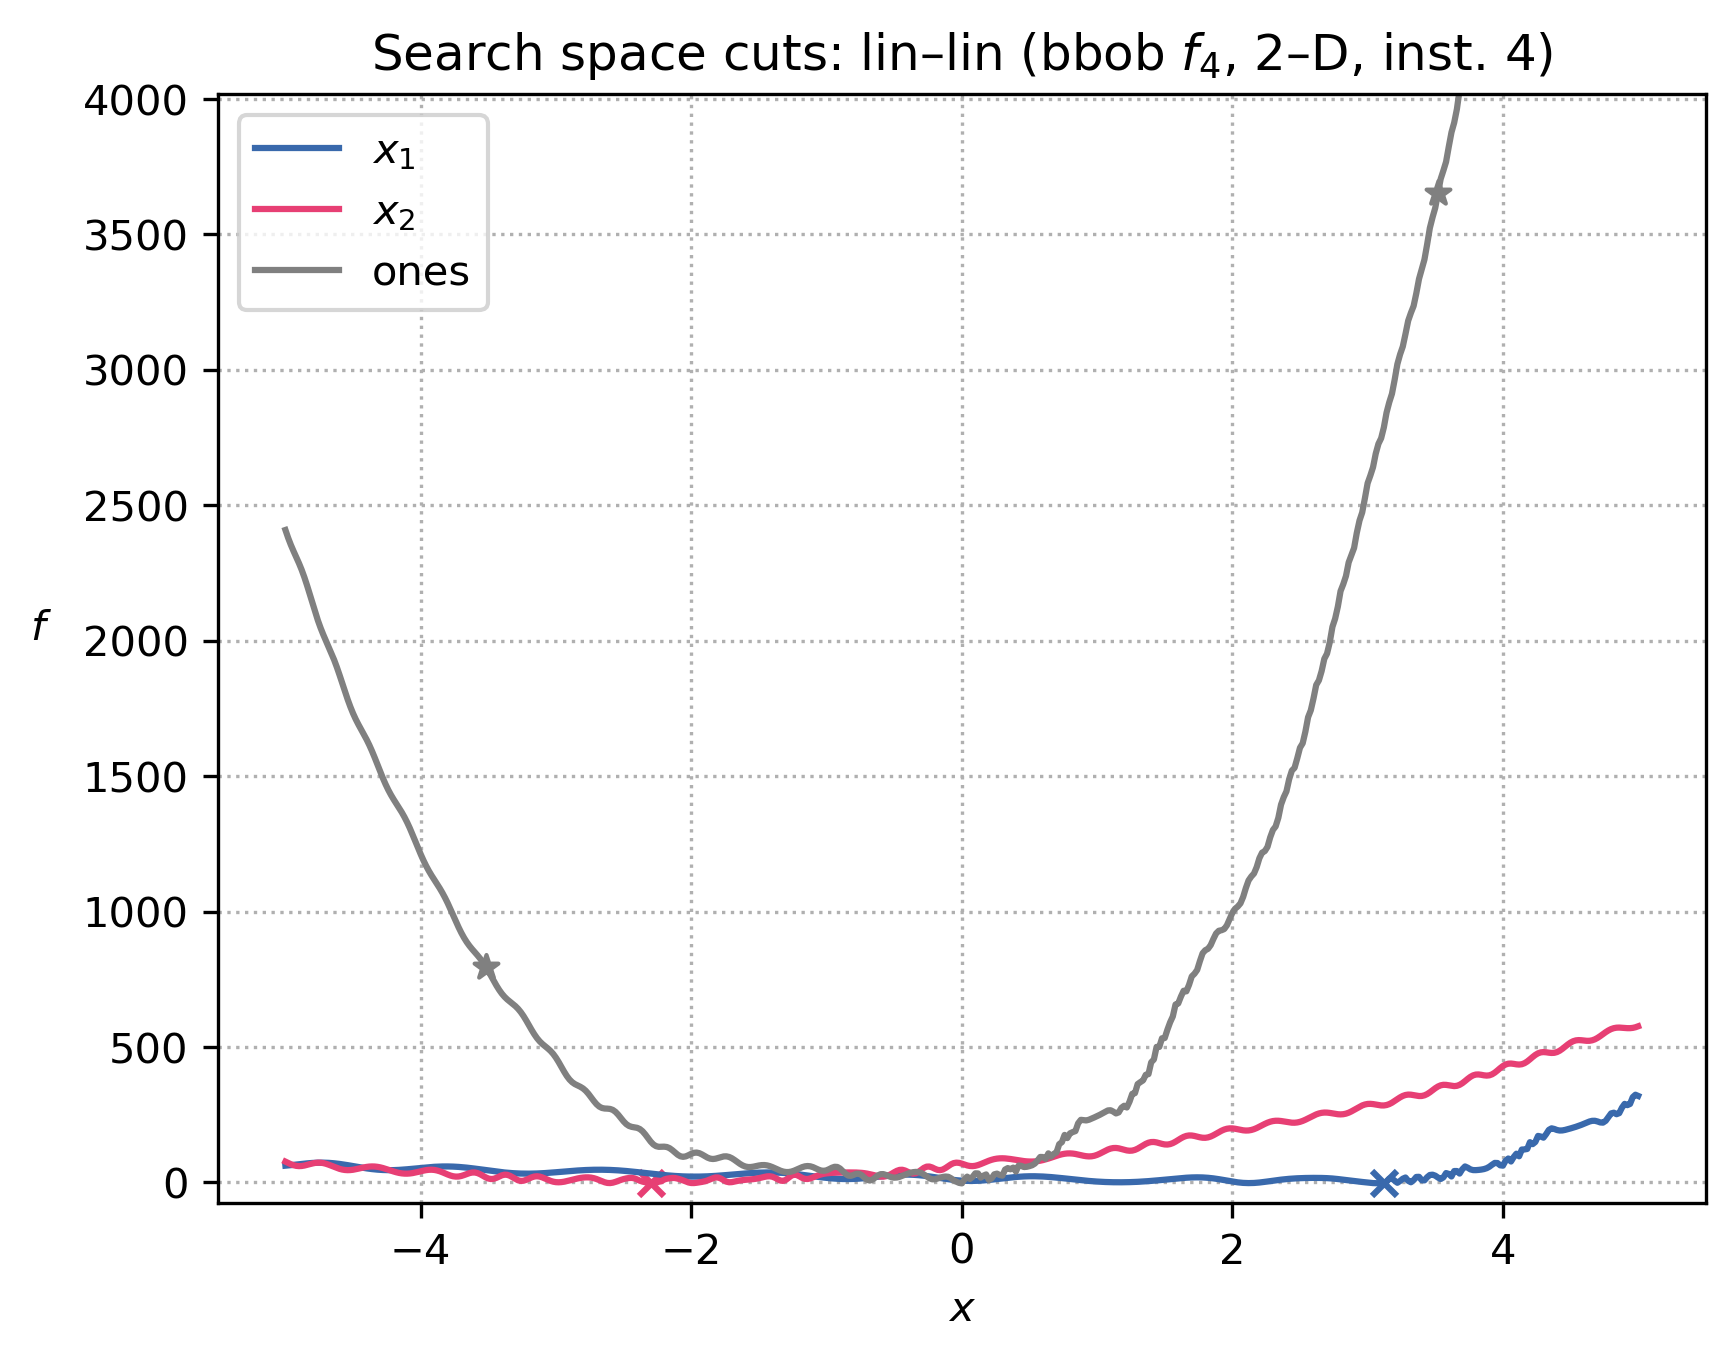 Search space cuts: lin–lin (bbob f₄, 2–D, inst. 4)
x₁
x₂
ones
4000
3500
3000
2500
2000
1500
1000
500
0
f
−4 −2 0 2 4
x